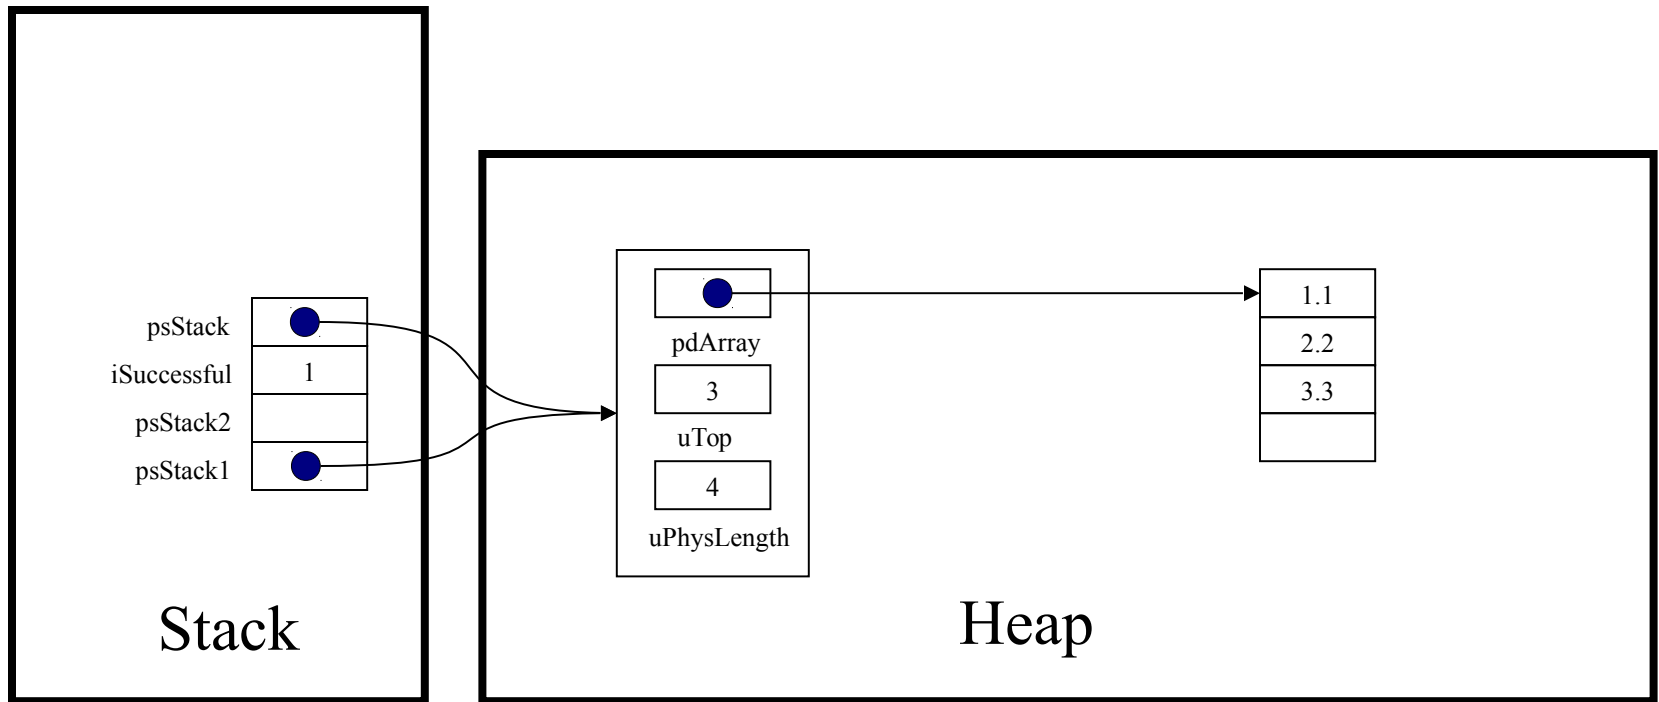 psStack
iSuccessful 1
psStack2
psStack1
Stack
pdArray
3
uTop
4
uPhysLength
1.1
2.2
3.3
Heap